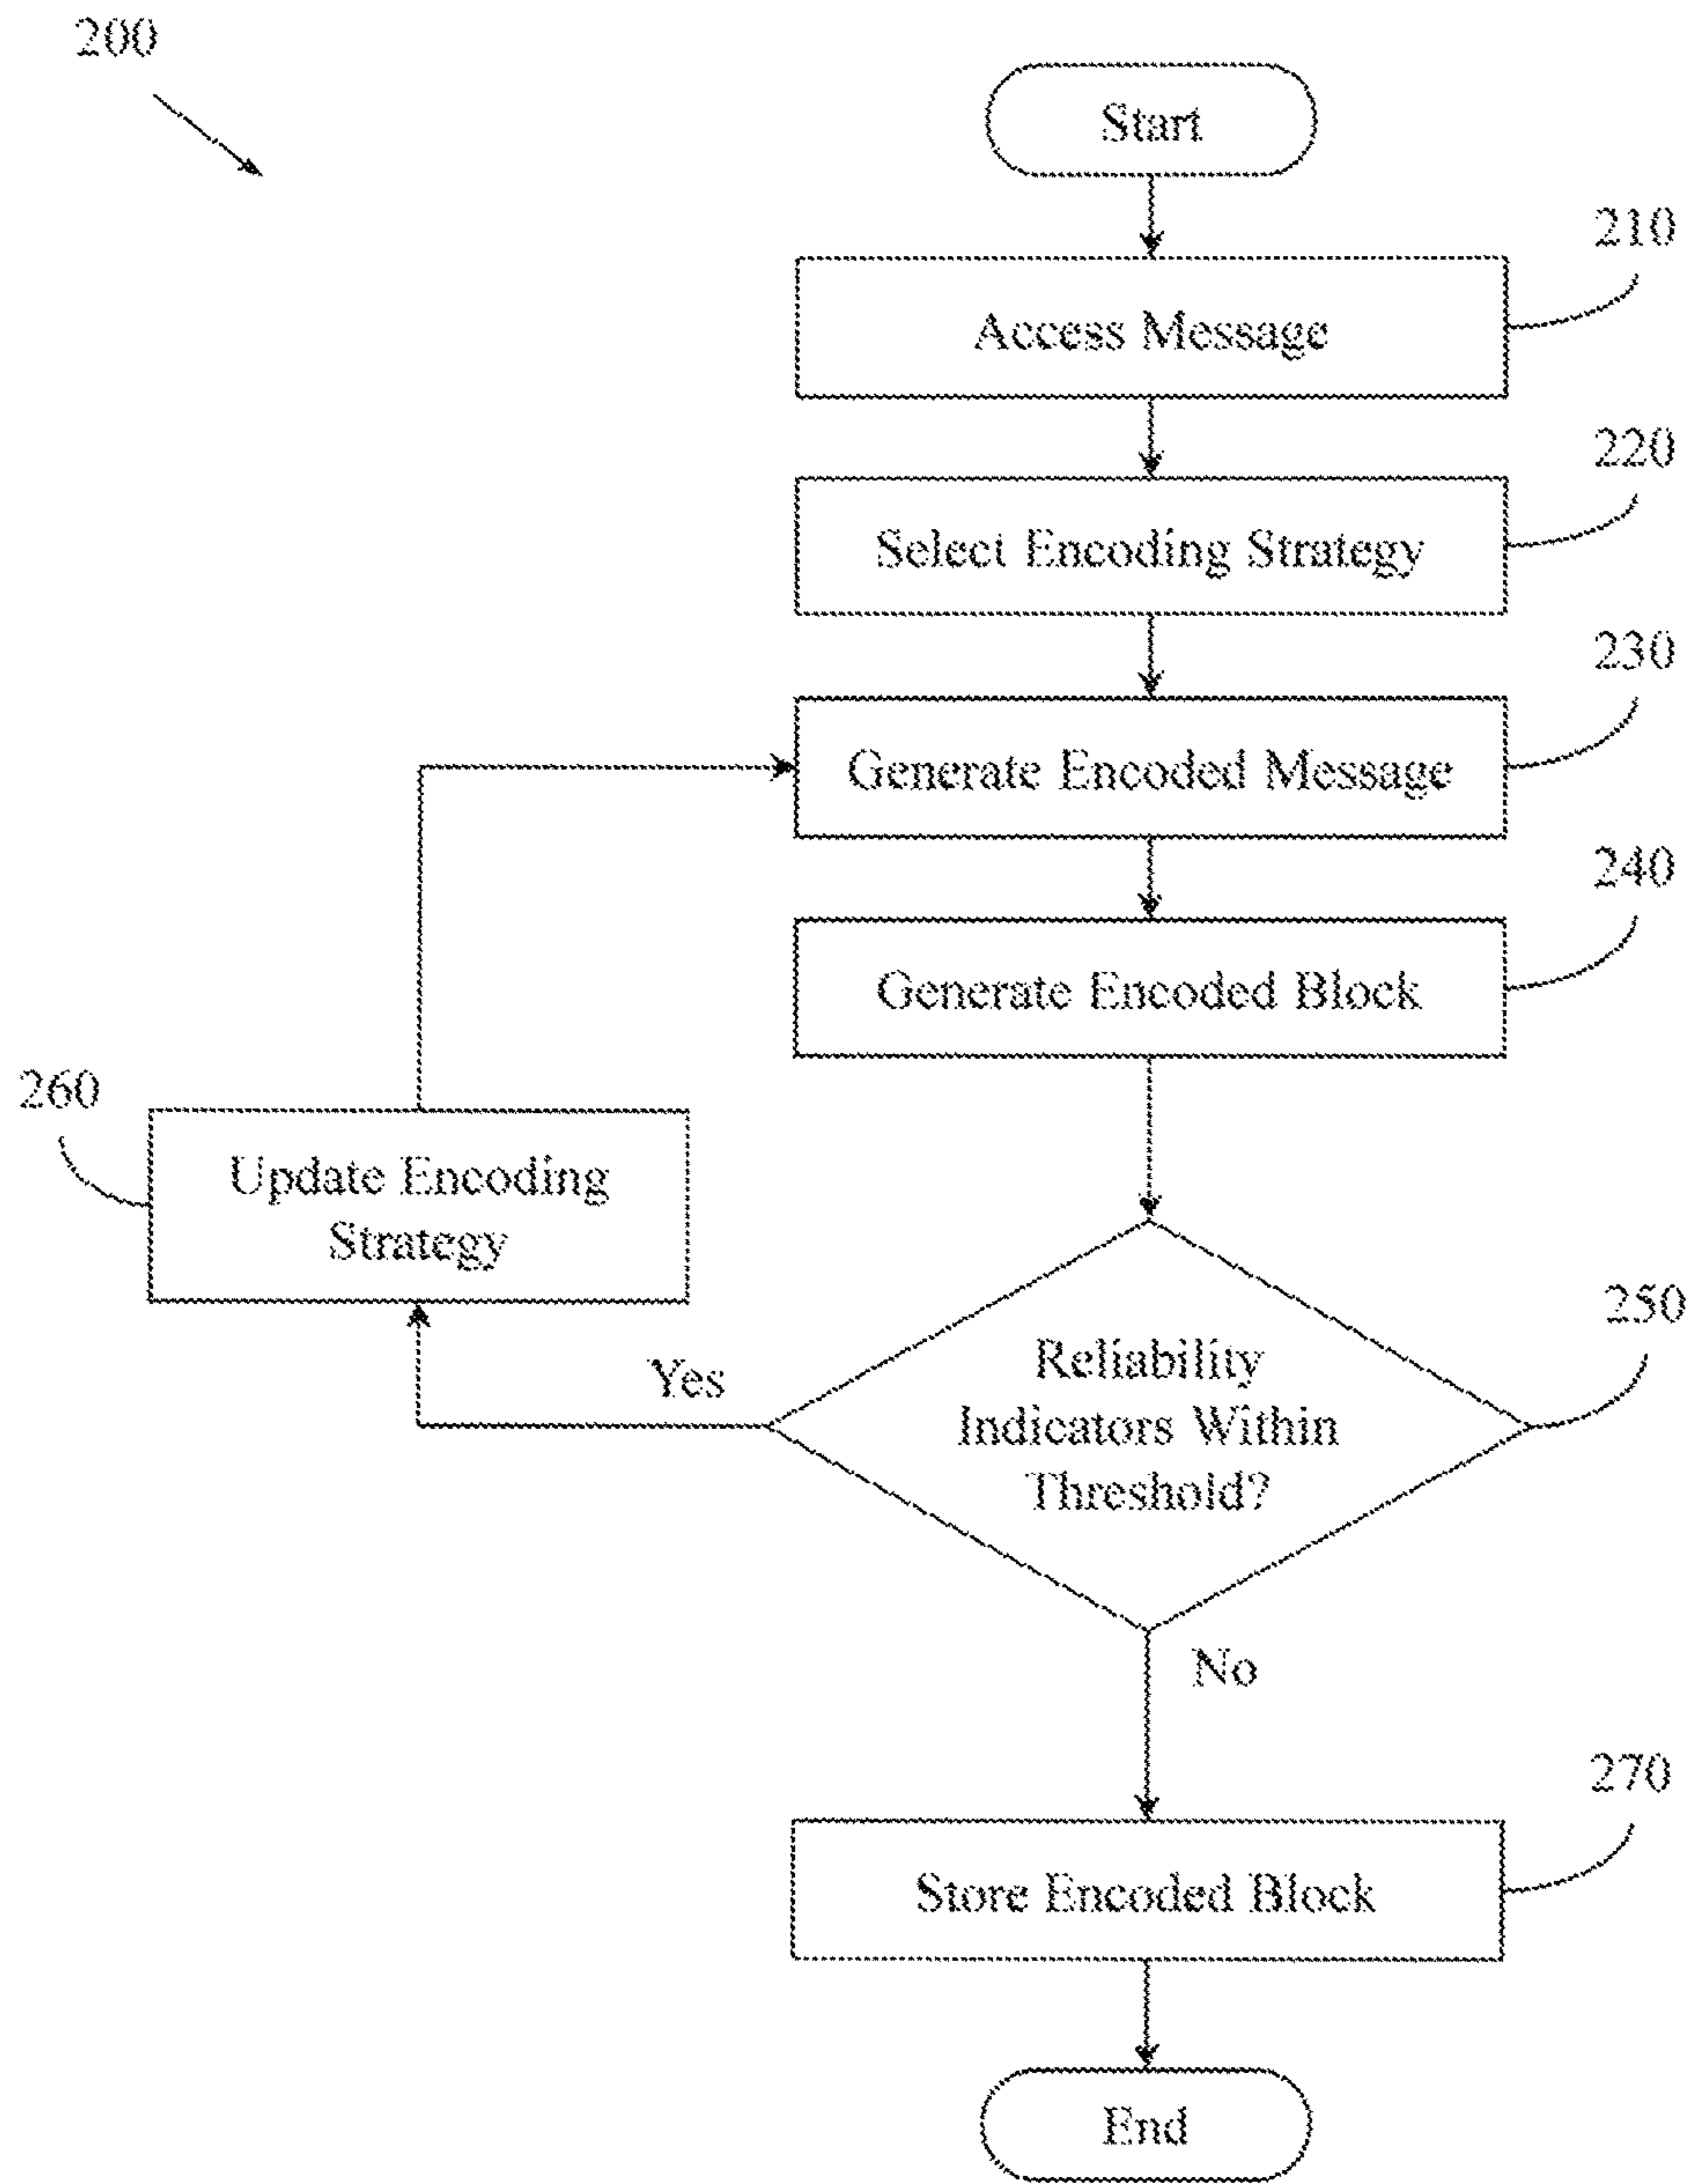 200
Start
210
Access Message
220
Select Encoding Strategy
230
Generate Encoded Message
240
Generate Encoded Block
260
Update Encoding
Strategy
250
Reliability
Indicators Within
Threshold?
Yes
No
270
Store Encoded Block
End